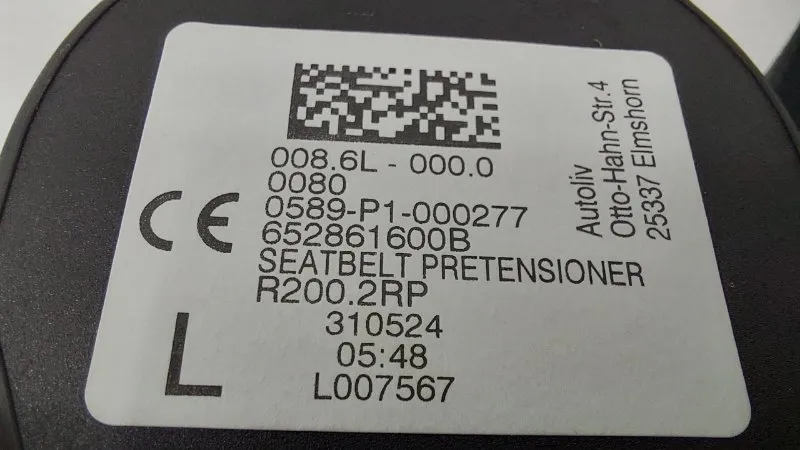 008.6L - 000.0
0080
0589-P1-000277
652861600B
SEATBELT PRETENSIONER
R200.2RP
310524
05:48
L007567
CE
L
Autoliv
Otto-Hahn-Str.4
25337 Elmshorn